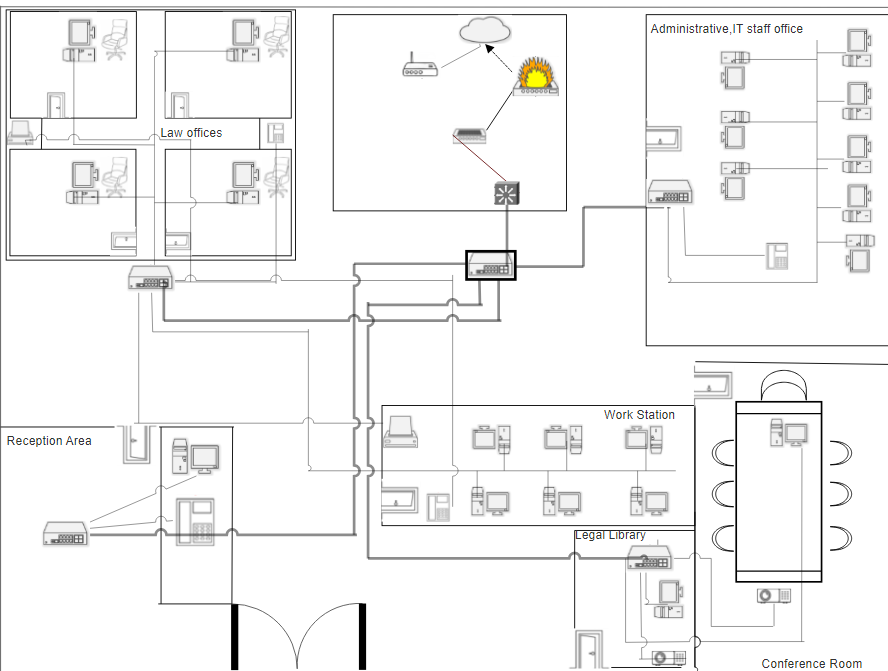 Administrative,IT staff office
Law offices
Work Station
Reception Area
Legal Library
Conference Room